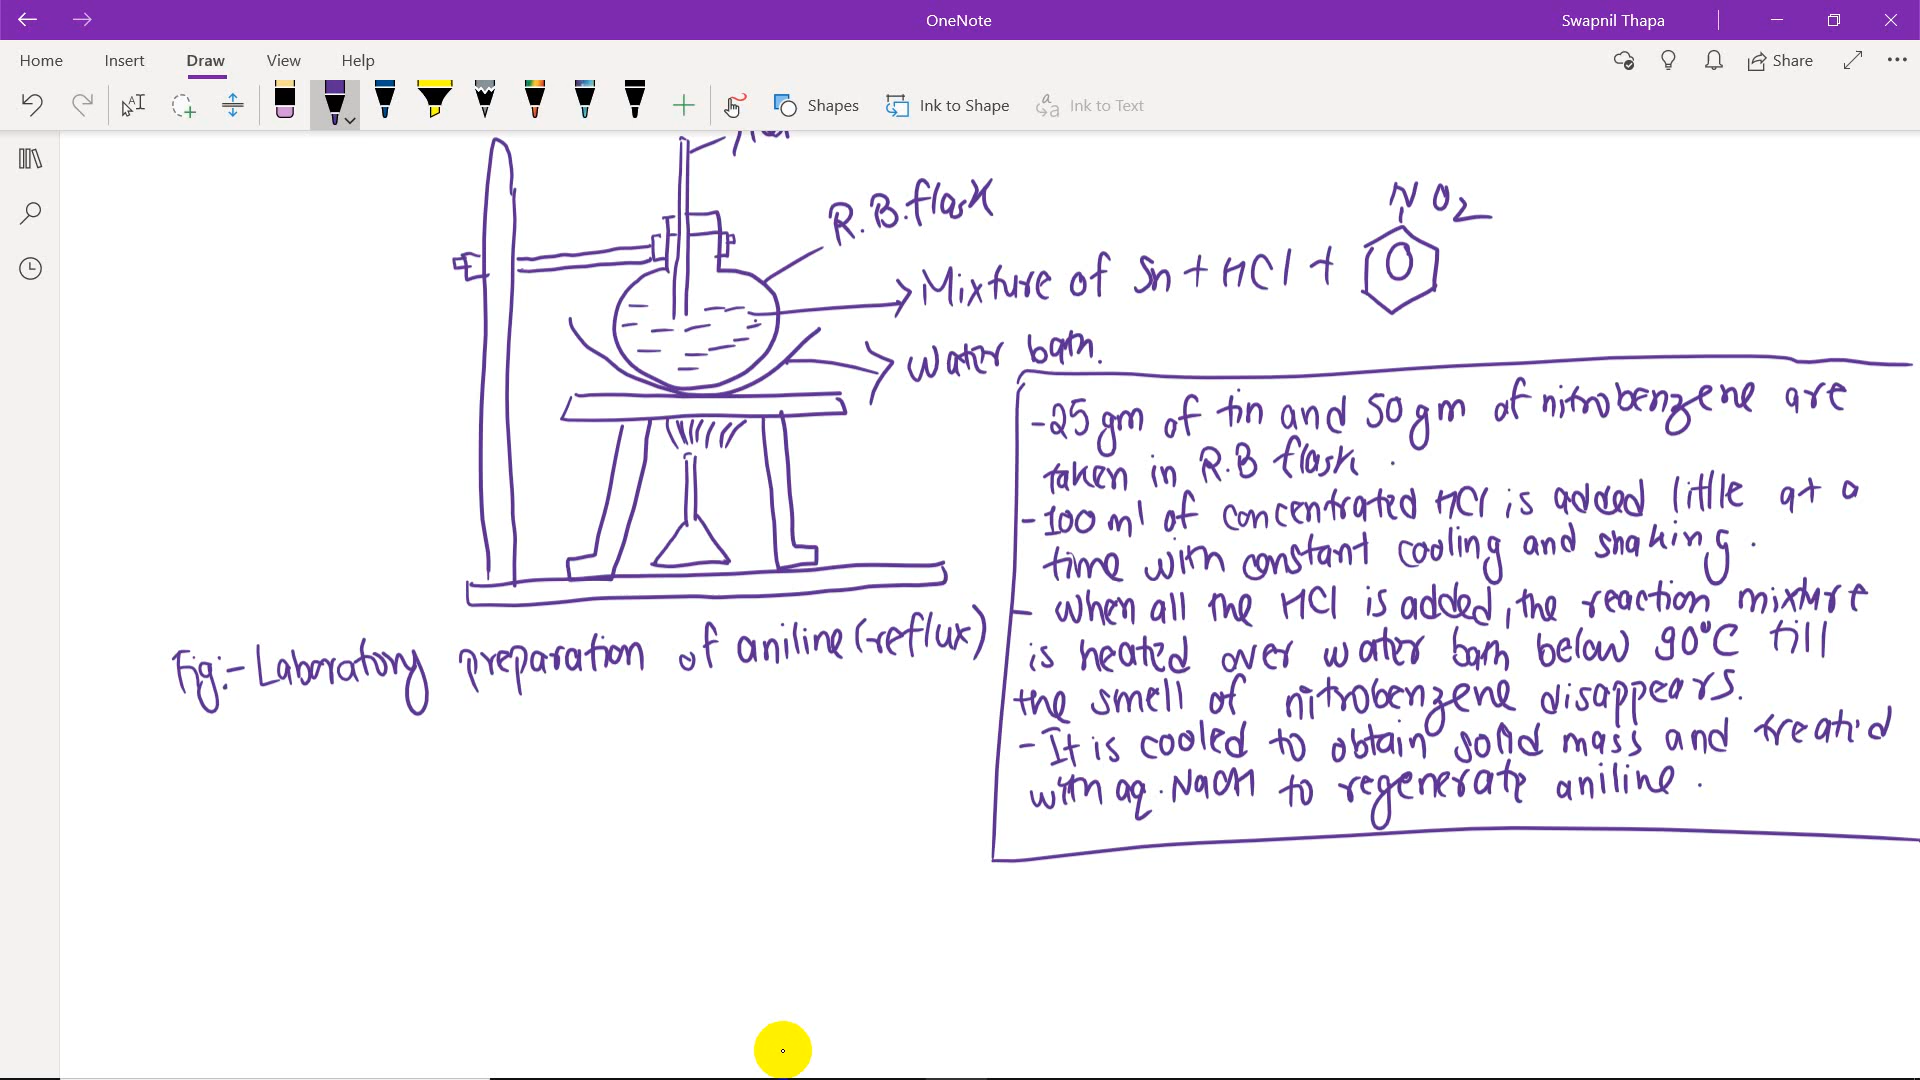 OneNote
Swapnil Thapa
Home Insert Draw View Help
Share
Shapes Ink to Shape Ink to Text
R.B.flask
NO2
Mixture of Sn + HCl +
water bath.
-25 gm of tin and 50 gm of nitrobenzene are
taken in R.B flask.
-100 ml of concentrated HCl is added little at a
time with constant cooling and shaking.
- when all the HCl is added, the reaction mixture
is heated over water bath below 90°C till
the smell of nitrobenzene disappears.
-It is cooled to obtain solid mass and treated
with aq. NaOH to regenerate aniline.
Fig:- Laboratory preparation of aniline (-reflux)